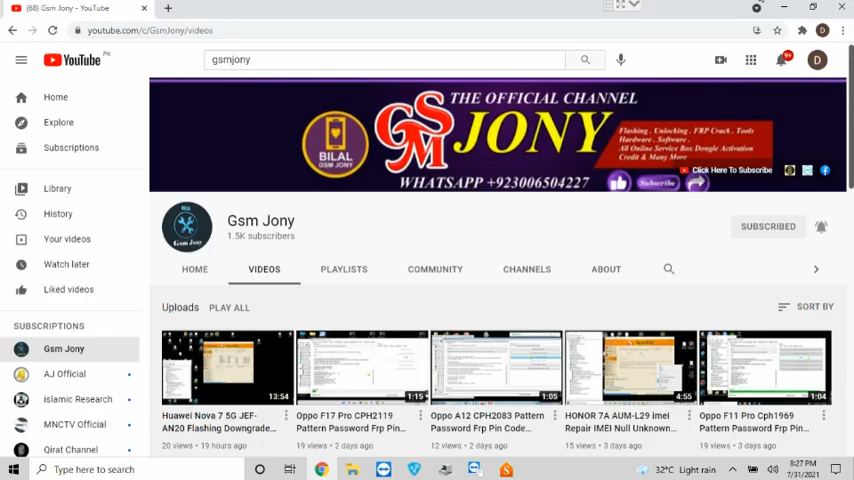 (68) Gsm Jony - YouTube
youtube.com/c/GsmJony/videos
YouTube PK
gsmjony
9+
D
Home
Explore
Subscriptions
Library
History
Your videos
Watch later
Liked videos
SUBSCRIPTIONS
Gsm Jony
AJ Official
islamic Research
MNCTV Official
Qirat Channel
THE OFFICIAL CHANNEL
GSM JONY
BILAL
GSM JONY
Flashing . Unlocking . FRP Crack . Tools
Hardware . Software .
All Online Service Box Dongle Activation
Credit & Many More
WHATSAPP +923006504227
Subscribe
Click Here To Subscribe
Gsm Jony
Gsm Jony
1.5K subscribers
SUBSCRIBED
HOME
VIDEOS
PLAYLISTS
COMMUNITY
CHANNELS
ABOUT
Uploads
PLAY ALL
SORT BY
13:54
Huawei Nova 7 5G JEF-
AN20 Flashing Downgrade...
20 views • 19 hours ago
1:15
Oppo F17 Pro CPH2119
Pattern Password Frp Pin...
19 views • 2 days ago
1:05
Oppo A12 CPH2083 Pattern
Password Frp Pin Code...
12 views • 2 days ago
4:55
HONOR 7A AUM-L29 imei
Repair IMEI Null Unknown...
15 views • 3 days ago
1:04
Oppo F11 Pro Cph1969
Pattern Password Frp Pin...
19 views • 3 days ago
Type here to search
32°C Light rain
8:27 PM
7/31/2021